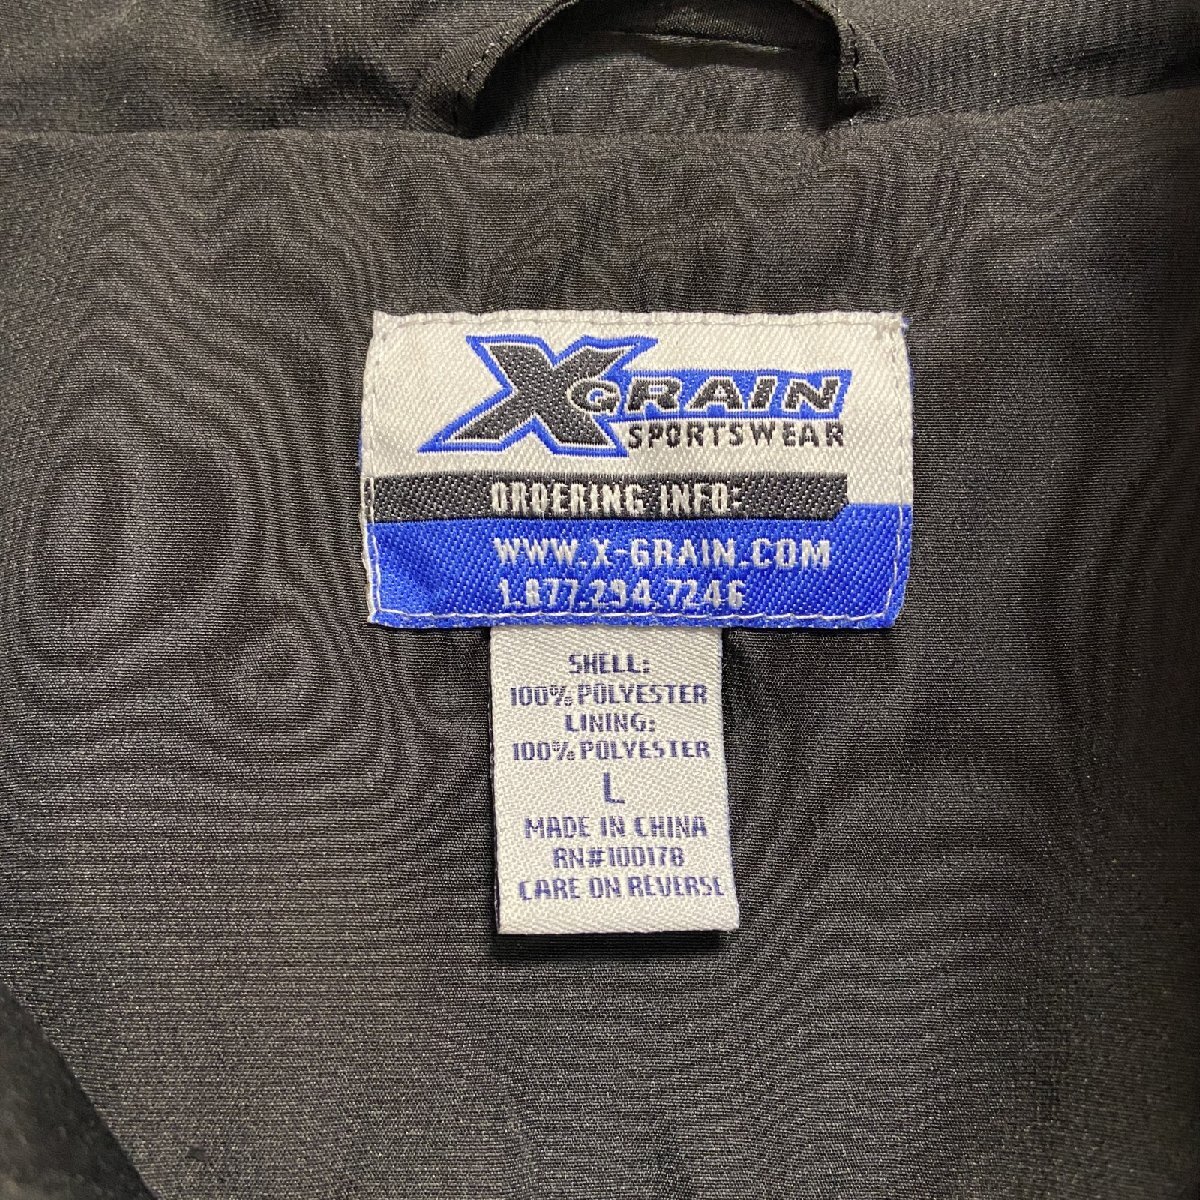 XGRAIN
SPORTSWEAR
ORDERING INFO:
WWW.X-GRAIN.COM
1.877.294.7246
SHELL:
100% POLYESTER
LINING:
100% POLYESTER
L
MADE IN CHINA
RN#100178
CARE ON REVERSE